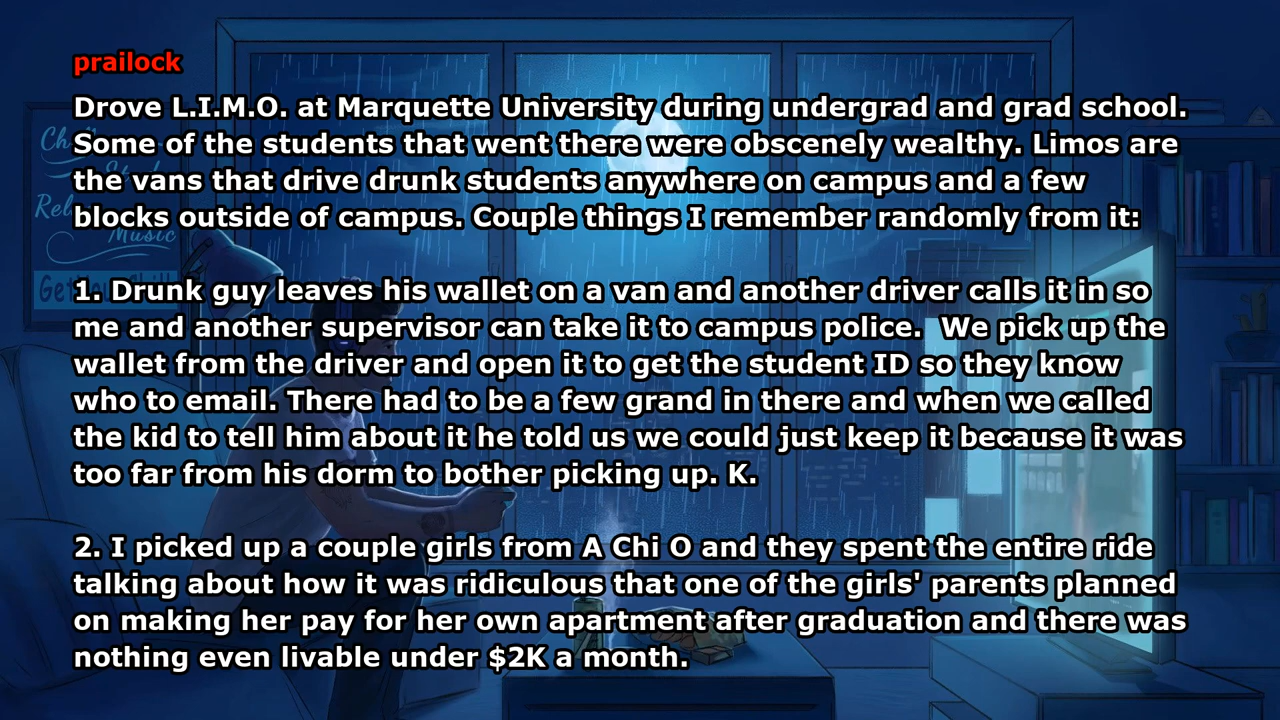 prailock
Drove L.I.M.O. at Marquette University during undergrad and grad school.
Some of the students that went there were obscenely wealthy. Limos are
the vans that drive drunk students anywhere on campus and a few
blocks outside of campus. Couple things I remember randomly from it:
1. Drunk guy leaves his wallet on a van and another driver calls it in so
me and another supervisor can take it to campus police. We pick up the
wallet from the driver and open it to get the student ID so they know
who to email. There had to be a few grand in there and when we called
the kid to tell him about it he told us we could just keep it because it was
too far from his dorm to bother picking up. K.
2. I picked up a couple girls from A Chi O and they spent the entire ride
talking about how it was ridiculous that one of the girls' parents planned
on making her pay for her own apartment after graduation and there was
nothing even livable under $2K a month.
Music